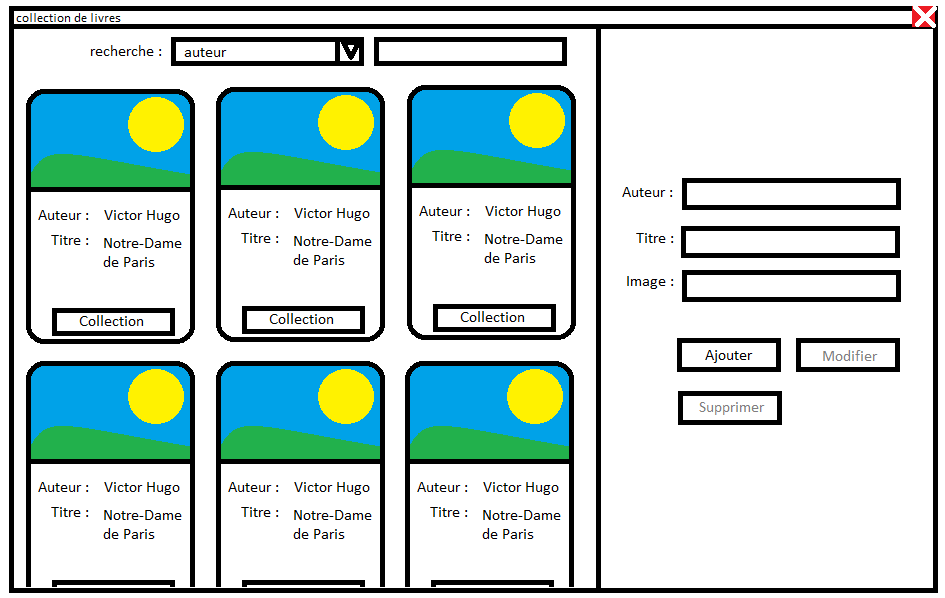 collection de livres
recherche : auteur
Auteur : Victor Hugo
Titre : Notre-Dame
de Paris
Collection
Auteur : Victor Hugo
Titre : Notre-Dame
de Paris
Collection
Auteur : Victor Hugo
Titre : Notre-Dame
de Paris
Collection
Auteur : Victor Hugo
Titre : Notre-Dame
de Paris
Auteur : Victor Hugo
Titre : Notre-Dame
de Paris
Auteur : Victor Hugo
Titre : Notre-Dame
de Paris
Auteur :
Titre :
Image :
Ajouter
Modifier
Supprimer